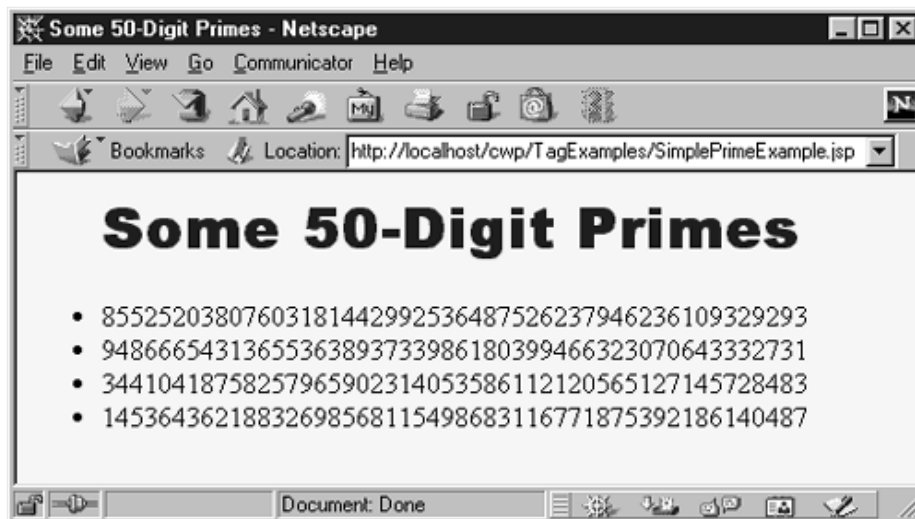 Some 50-Digit Primes - Netscape
File Edit View Go Communicator Help
My
N
Bookmarks Location: http://localhost/cwp/TagExamples/SimplePrimeExample.jsp
Some 50-Digit Primes
• 85525203807603181442992536487526237946236109329293
• 94866654313655363893733986180399466323070643332731
• 34410418758257965902314053586112120565127145728483
• 14536436218832698568115498683116771875392186140487
Document: Done